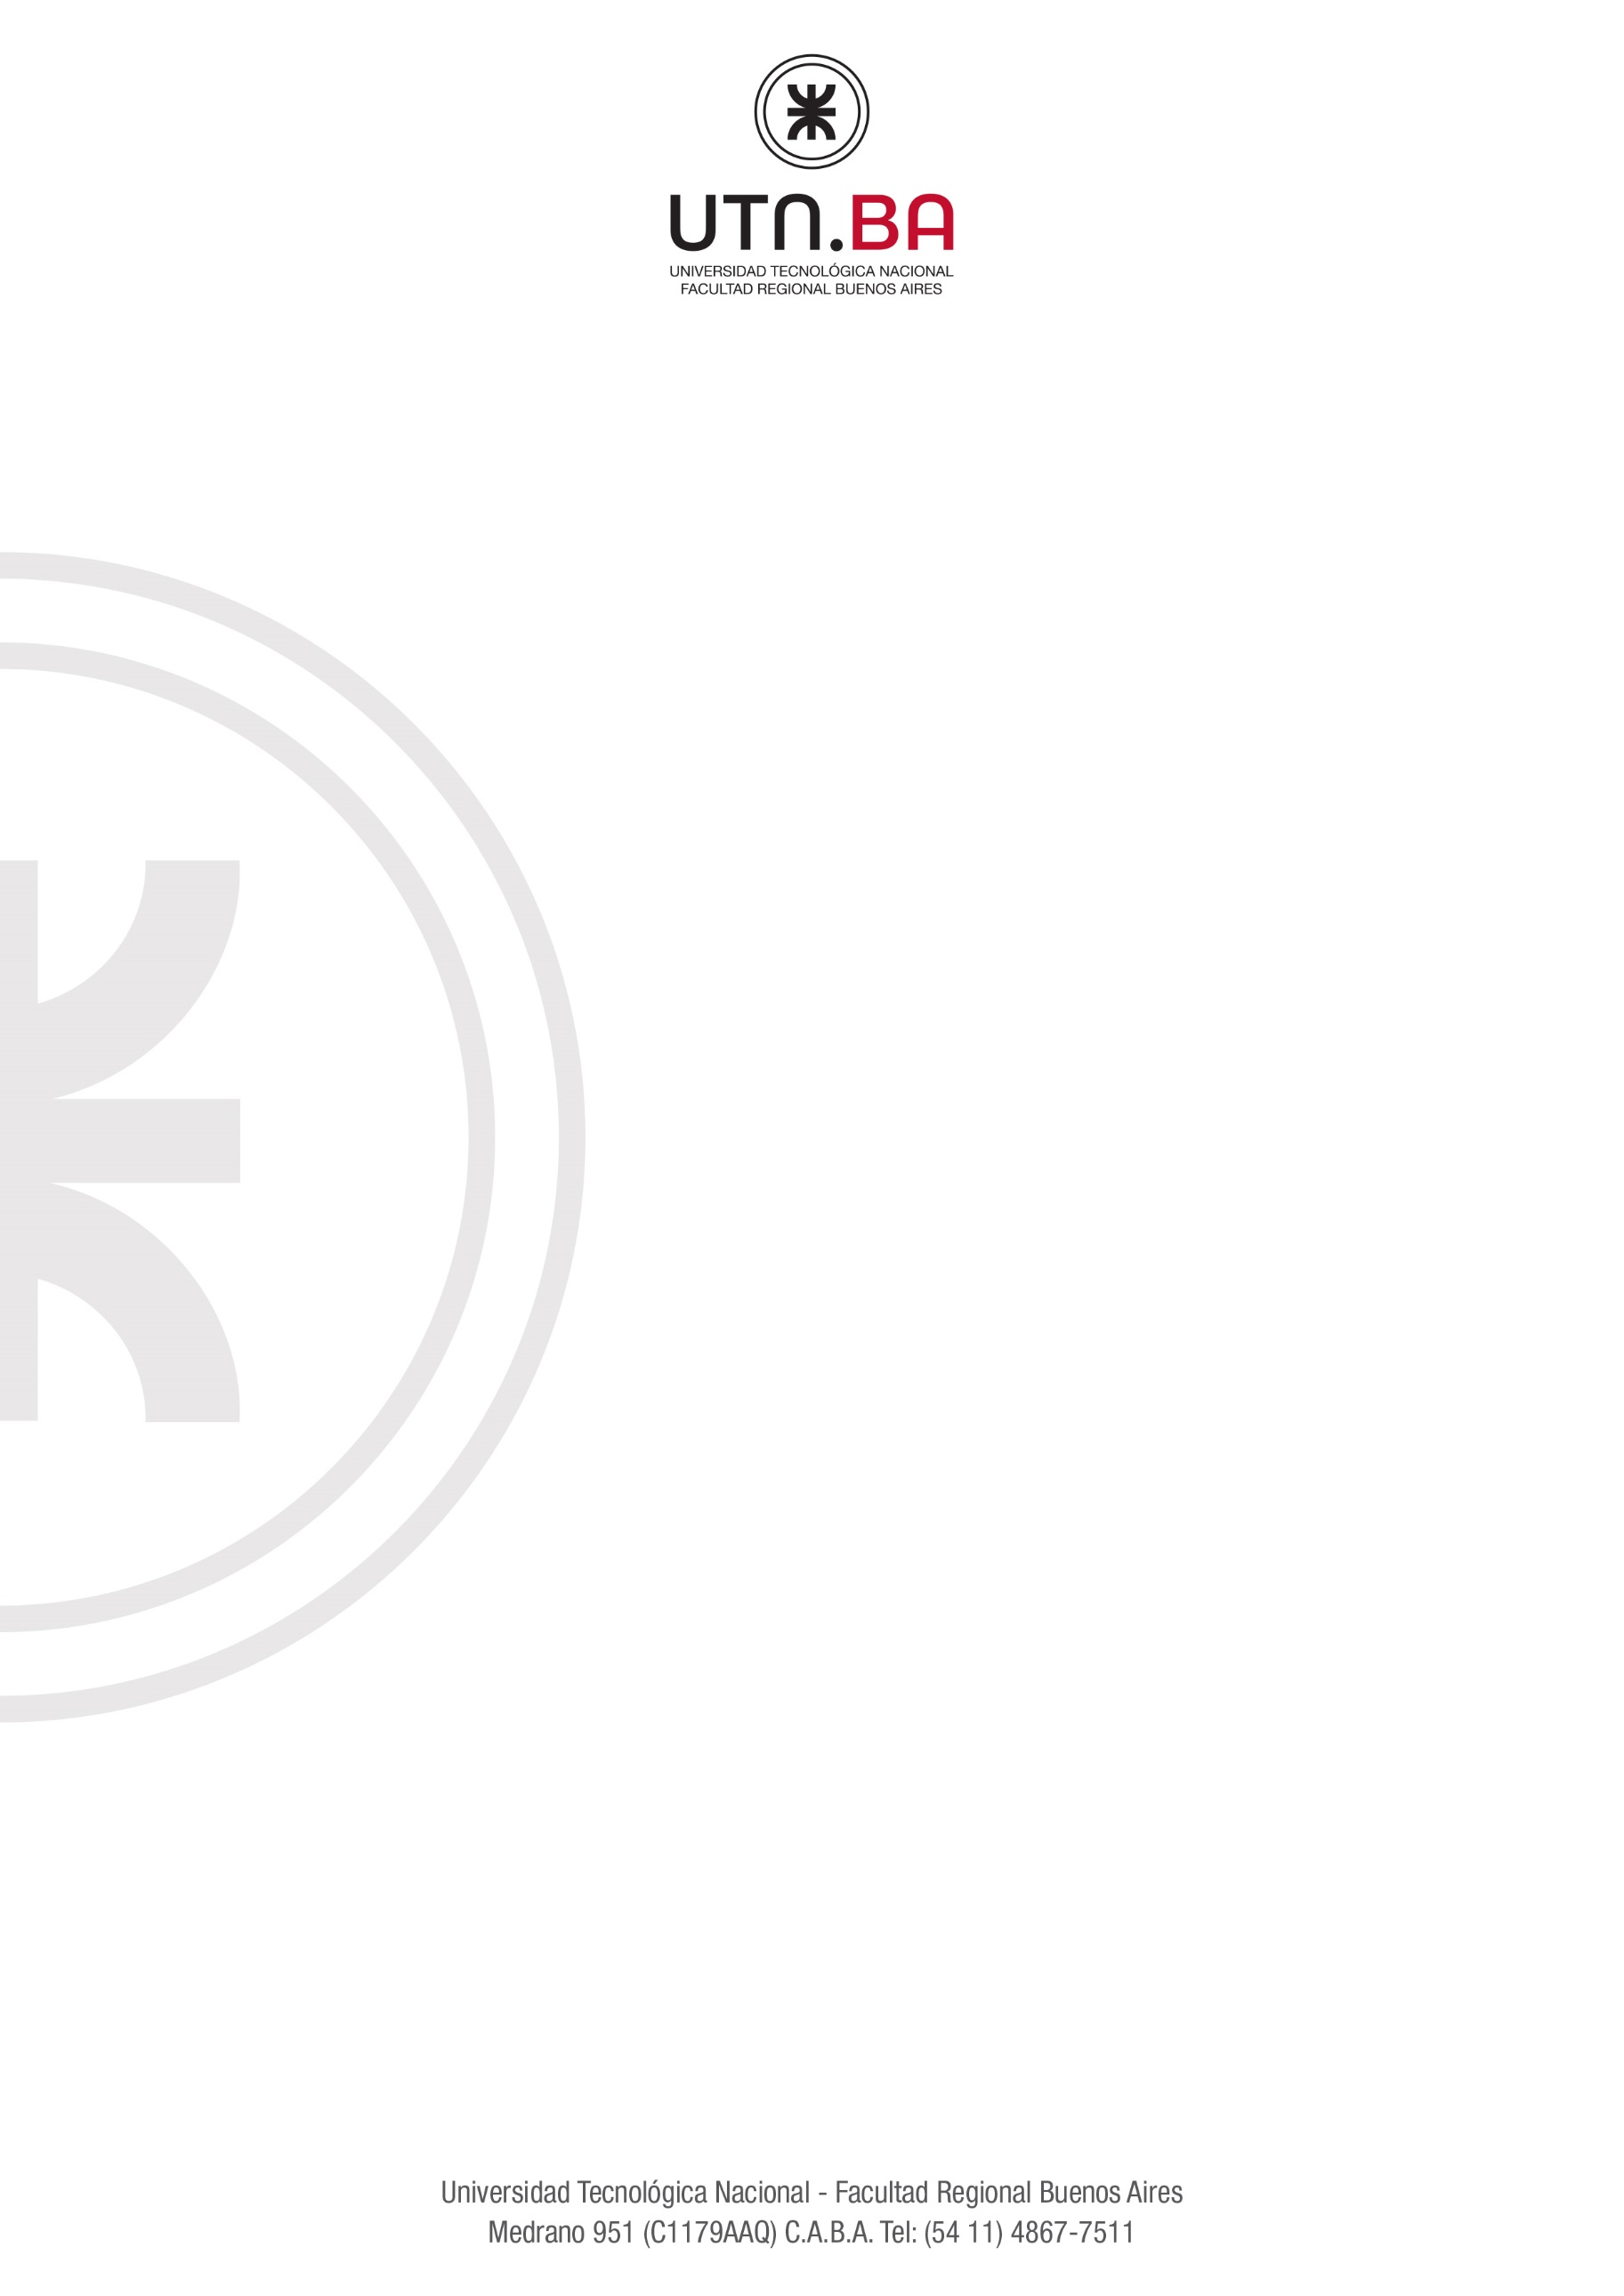 UTN.BA
UNIVERSIDAD TECNOLÓGICA NACIONAL
FACULTAD REGIONAL BUENOS AIRES
Universidad Tecnológica Nacional - Facultad Regional Buenos Aires
Medrano 951 (C1179AAQ) C.A.B.A. Tel: (54 11) 4867-7511